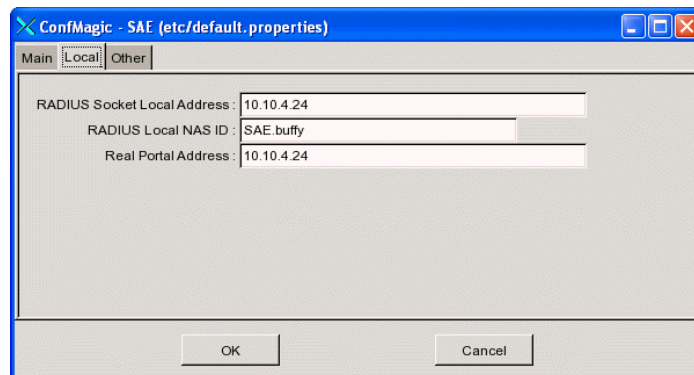 ConfMagic - SAE (etc/default.properties)
Main Local Other
RADIUS Socket Local Address : 10.10.4.24
RADIUS Local NAS ID : SAE.buffy
Real Portal Address : 10.10.4.24
OK Cancel